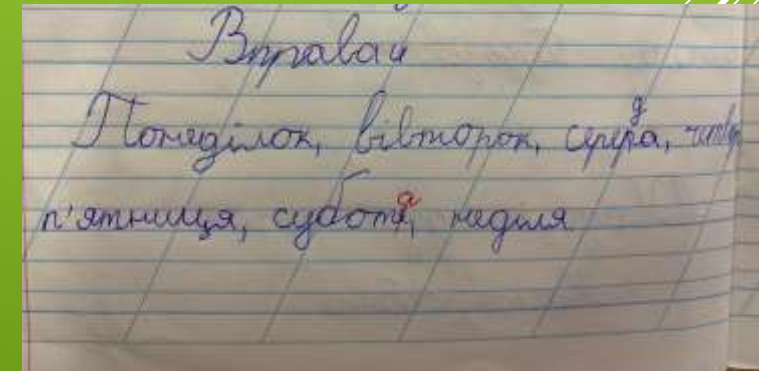 Вправа
Понеділок, вівторок, середа,
п'ятниця, субота, неділя